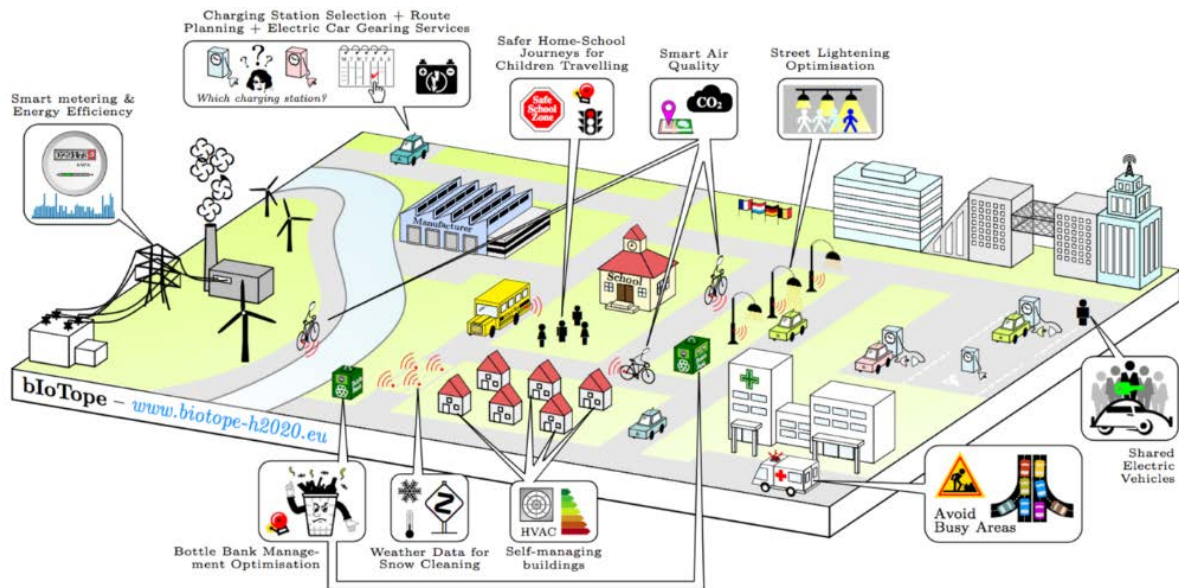 Charging Station Selection + Route
Planning + Electric Car Gearing Services
Which charging station?
Safer Home-School
Journeys for
Children Travelling
Safe
School
Zone
Smart Air
Quality
CO₂
Street Lightening
Optimisation
Smart metering &
Energy Efficiency
kWh
Manufacturer
School
bIoTope – www.biotope-h2020.eu
Shared
Electric
Vehicles
Avoid
Busy Areas
HVAC
Bottle Bank Manage-
ment Optimisation
Weather Data for
Snow Cleaning
Self-managing
buildings